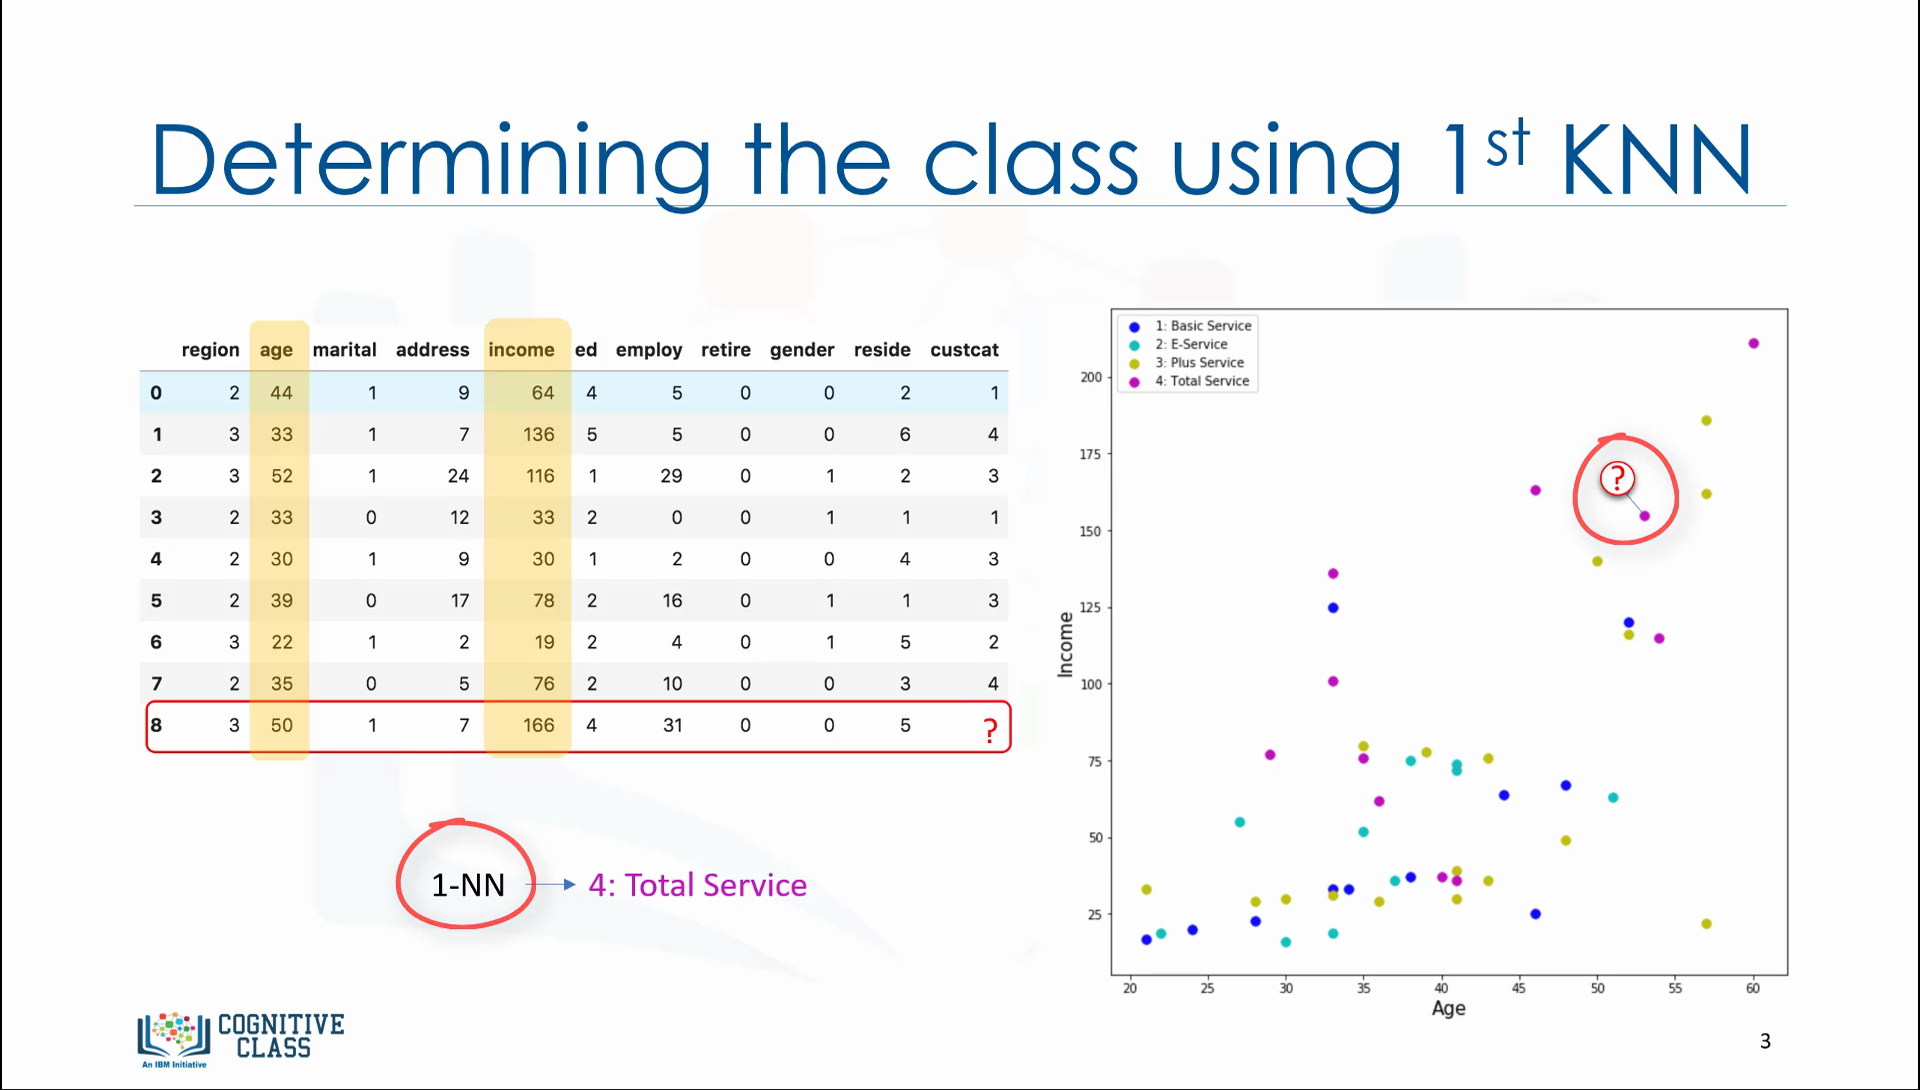 Determining the class using 1st KNN
region age marital address income ed employ retire gender reside custcat
0 2 44 1 9 64 4 5 0 0 2 1
1 3 33 1 7 136 5 5 0 0 6 4
2 3 52 1 24 116 1 29 0 1 2 3
3 2 33 0 12 33 2 0 0 1 1 1
4 2 30 1 9 30 1 2 0 0 4 3
5 2 39 0 17 78 2 16 0 1 1 3
6 3 22 1 2 19 2 4 0 1 5 2
7 2 35 0 5 76 2 10 0 0 3 4
8 3 50 1 7 166 4 31 0 0 5 ?
1-NN
4: Total Service
1: Basic Service
2: E-Service
3: Plus Service
4: Total Service
?
200
175
150
125
100
75
50
25
Income
20 25 30 35 40 45 50 55 60
Age
COGNITIVE
CLASS
An IBM Initiative
3